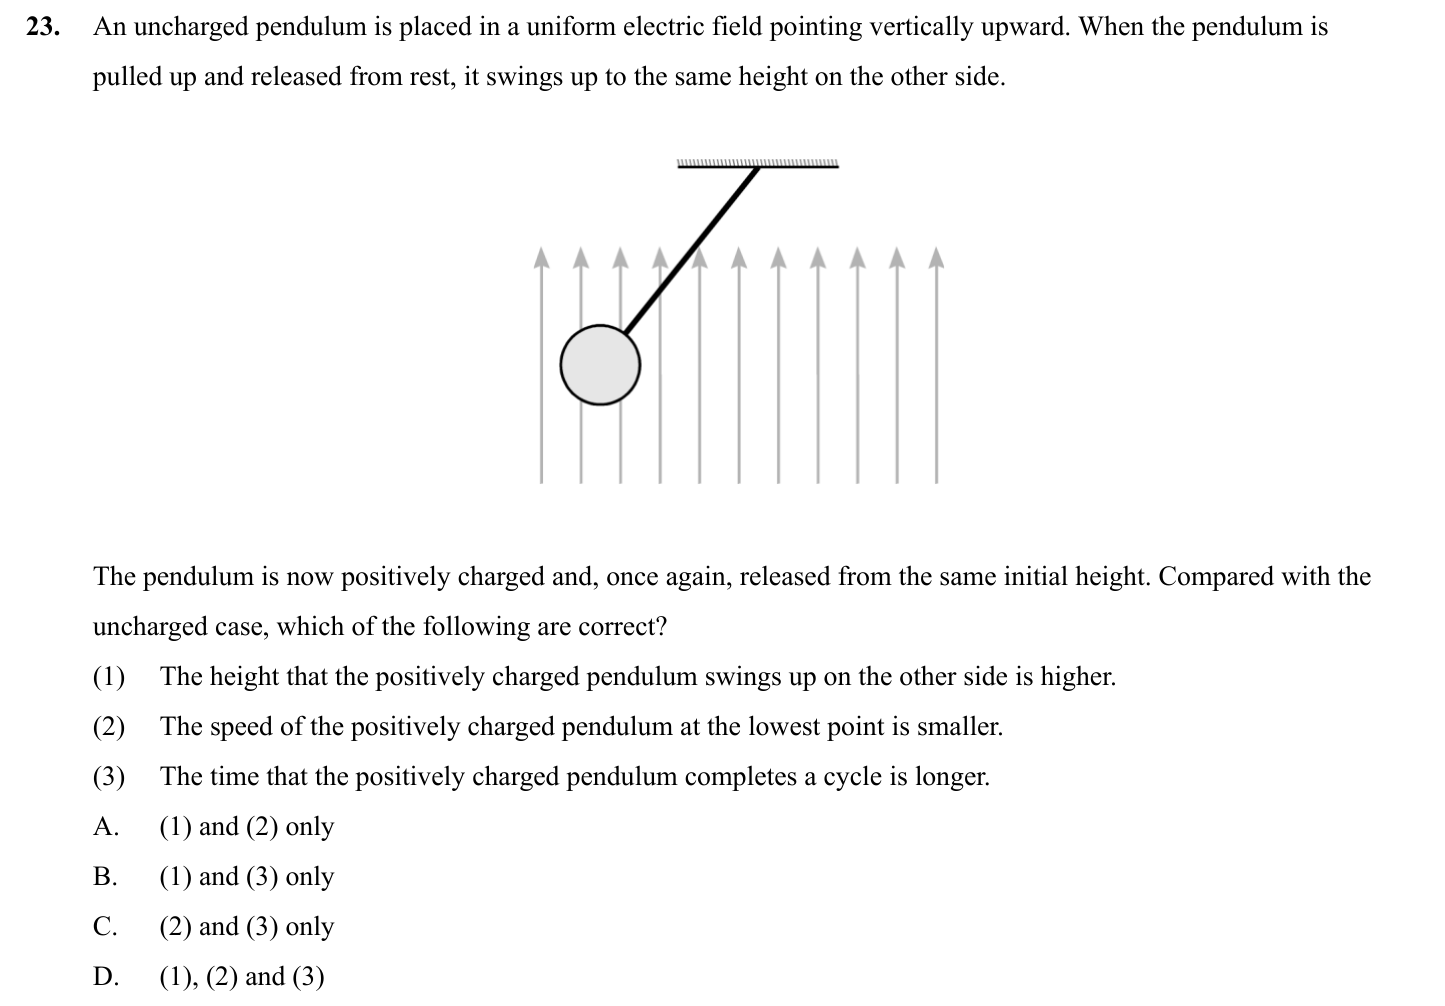 23. An uncharged pendulum is placed in a uniform electric field pointing vertically upward. When the pendulum is
pulled up and released from rest, it swings up to the same height on the other side.
The pendulum is now positively charged and, once again, released from the same initial height. Compared with the
uncharged case, which of the following are correct?
(1) The height that the positively charged pendulum swings up on the other side is higher.
(2) The speed of the positively charged pendulum at the lowest point is smaller.
(3) The time that the positively charged pendulum completes a cycle is longer.
A. (1) and (2) only
B. (1) and (3) only
C. (2) and (3) only
D. (1), (2) and (3)